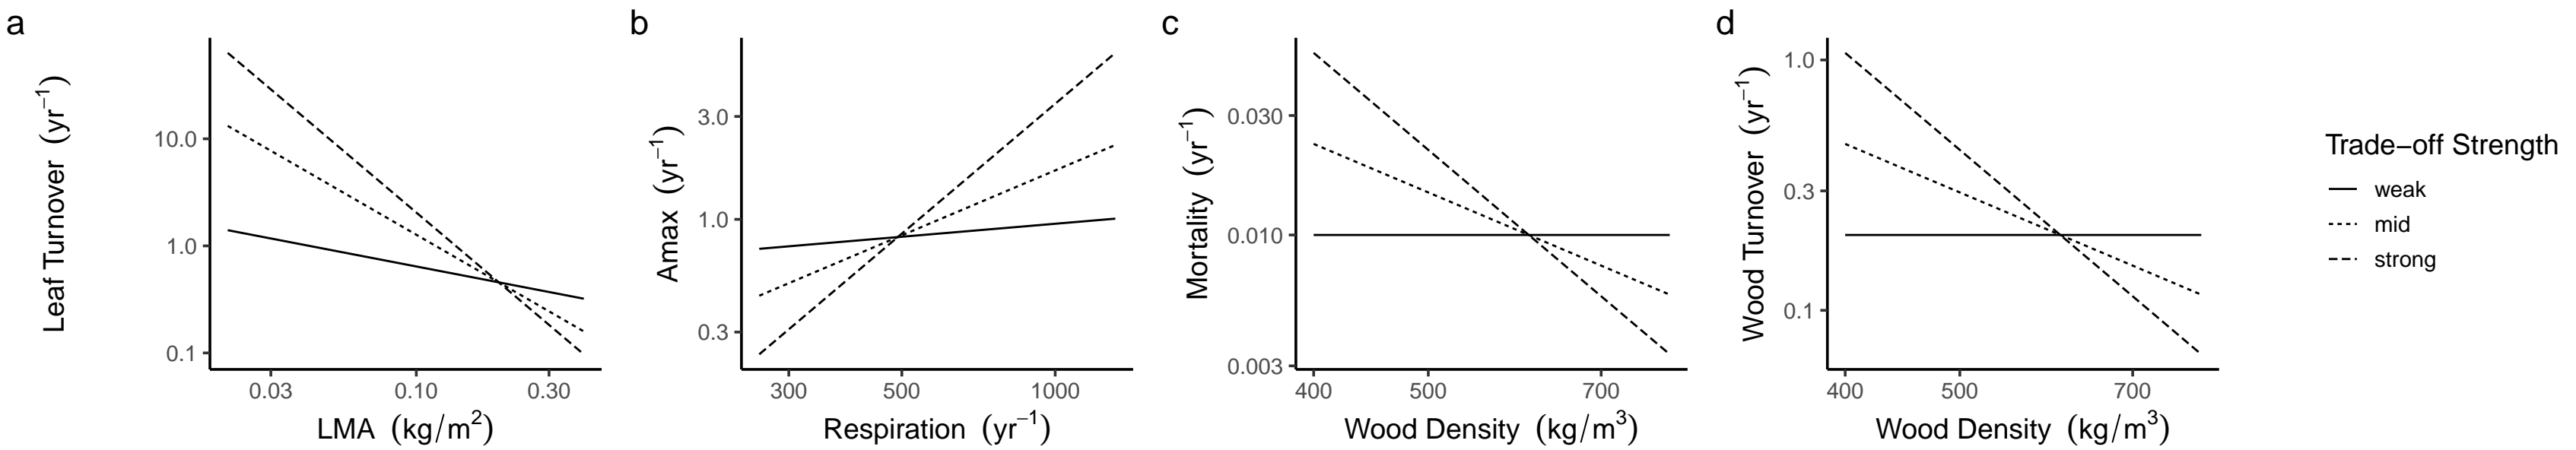 a
Leaf Turnover (yr⁻¹)
10.0
1.0
0.1
0.03 0.10 0.30
LMA (kg/m²)
b
Amax (yr⁻¹)
3.0
1.0
0.3
300 500 1000
Respiration (yr⁻¹)
c
Mortality (yr⁻¹)
0.030
0.010
0.003
400 500 700
Wood Density (kg/m³)
d
Wood Turnover (yr⁻¹)
1.0
0.3
0.1
400 500 700
Wood Density (kg/m³)
Trade−off Strength
weak
mid
strong